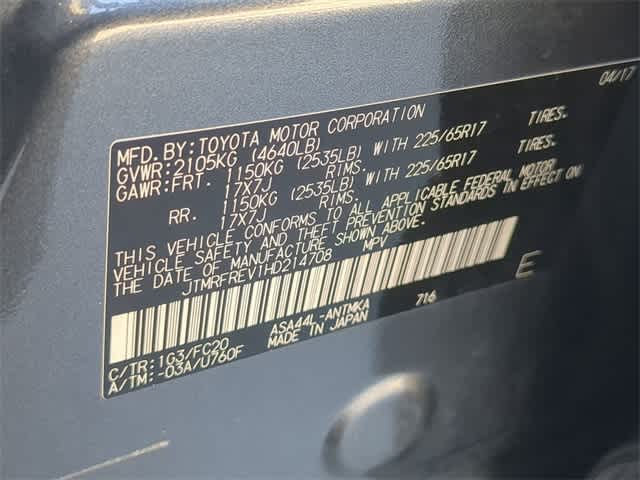 04/17
MFD.BY:TOYOTA MOTOR CORPORATION
GVWR:2105KG (4640LB)
GAWR:FRT. 1150KG (2535LB) WITH 225/65R17 TIRES.
17X7J RIMS.
RR. 1150KG (2535LB) WITH 225/65R17 TIRES.
17X7J RIMS.
THIS VEHICLE CONFORMS TO ALL APPLICABLE FEDERAL MOTOR
VEHICLE SAFETY AND THEFT PREVENTION STANDARDS IN EFFECT ON
THE DATE OF MANUFACTURE SHOWN ABOVE.
JTMRFREV1HD214708 MPV
E
C/TR:1G3/FC20 ASA44L-ANTMKA 716
A/TM:-03A/U760F MADE IN JAPAN